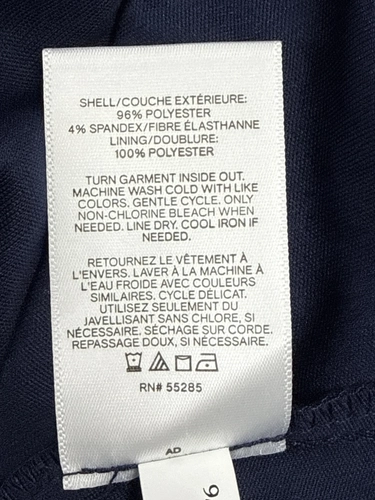 SHELL/COUCHE EXTÉRIEURE:
96% POLYESTER
4% SPANDEX/FIBRE ÉLASTHANNE
LINING/DOUBLURE:
100% POLYESTER
TURN GARMENT INSIDE OUT.
MACHINE WASH COLD WITH LIKE
COLORS. GENTLE CYCLE. ONLY
NON-CHLORINE BLEACH WHEN
NEEDED. LINE DRY. COOL IRON IF
NEEDED.
RETOURNEZ LE VÊTEMENT À
L'ENVERS. LAVER À LA MACHINE À
L'EAU FROIDE AVEC COULEURS
SIMILAIRES. CYCLE DÉLICAT.
UTILISEZ SEULEMENT DU
JAVELLISANT SANS CHLORE, SI
NÉCESSAIRE. SÉCHAGE SUR CORDE.
REPASSAGE DOUX, SI NÉCESSAIRE.
RN# 55285
AD